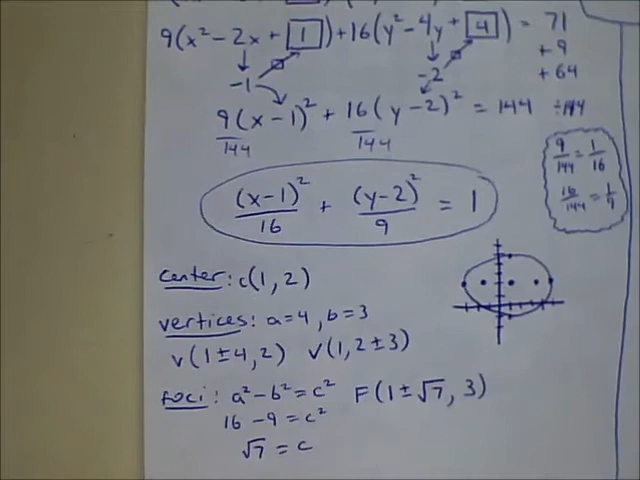 9(x² - 2x + 1) + 16(y² - 4y + 4) = 71
+ 9
-1 -2 + 64
9(x - 1)² + 16(y - 2)² = 144 ÷144
144 144
9/144 = 1/16
16/144 = 1/9
(x-1)²/16 + (y-2)²/9 = 1
center: c(1, 2)
vertices: a=4, b=3
V(1±4, 2) V(1, 2±3)
foci: a² - b² = c² F(1±√7, 3)
16 - 9 = c²
√7 = c